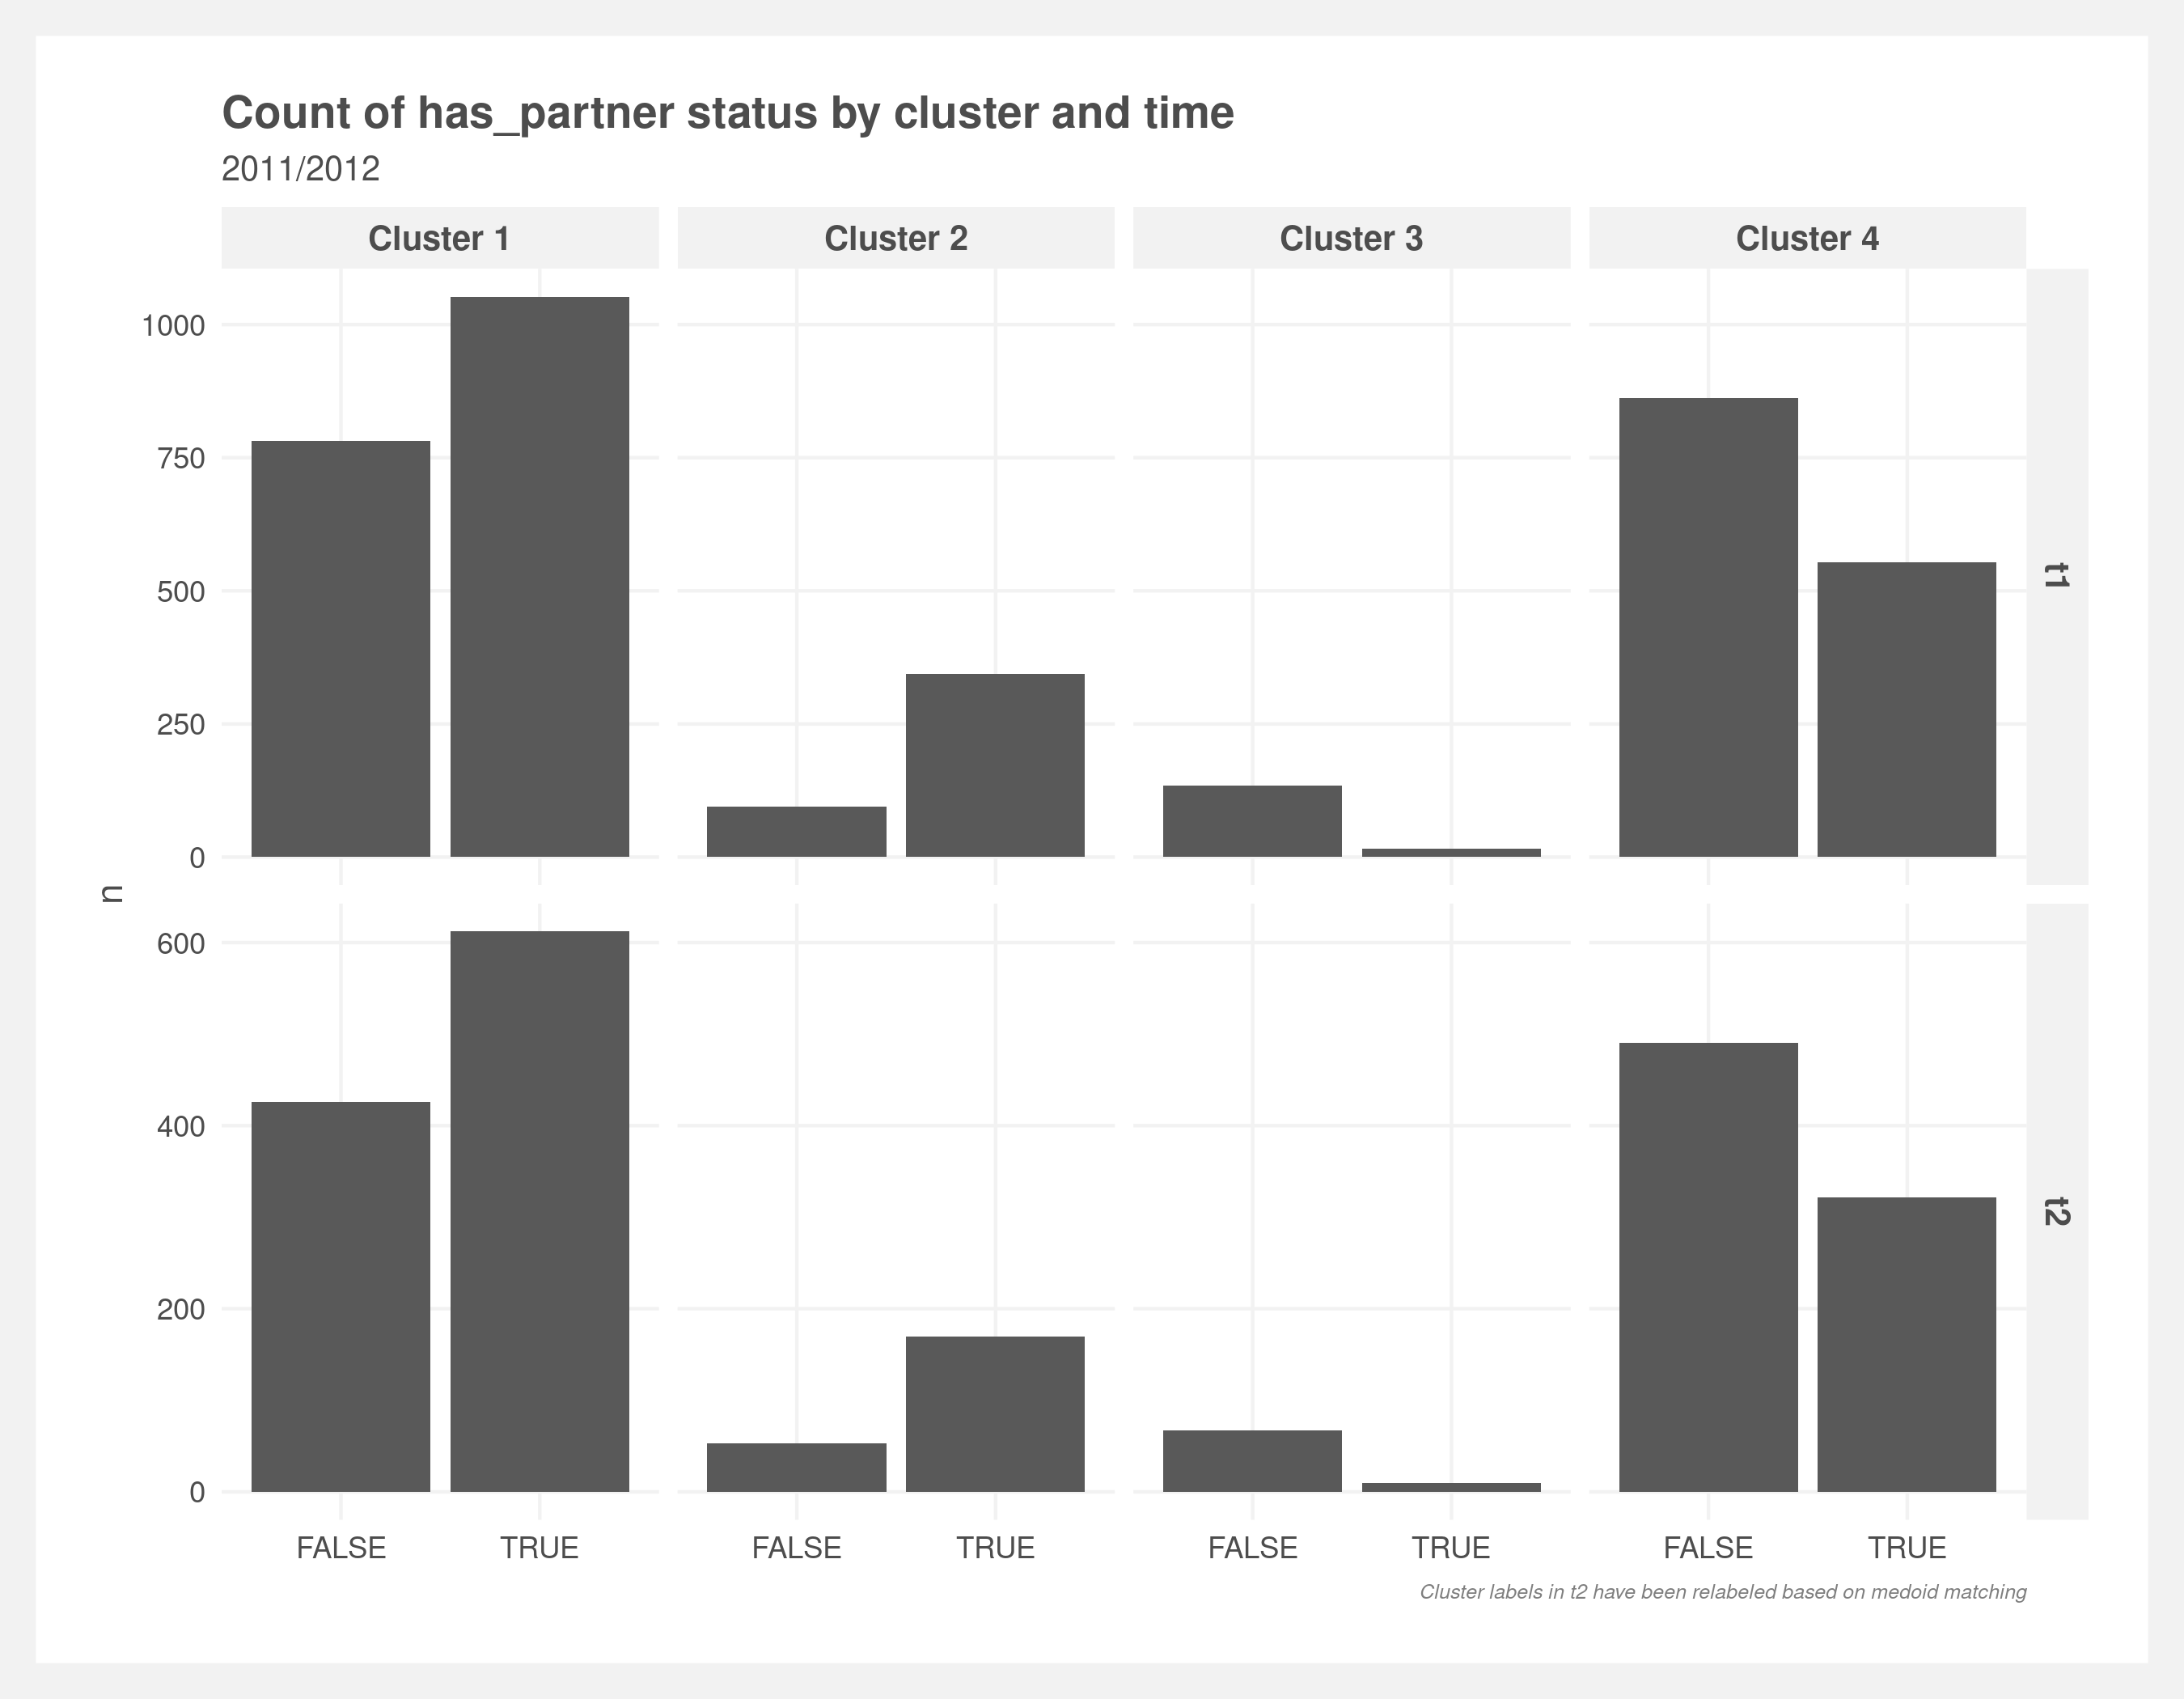 Count of has_partner status by cluster and time
2011/2012
Cluster 1
Cluster 2
Cluster 3
Cluster 4
1000
750
500
250
0
t1
n
600
400
200
0
t2
FALSE
TRUE
FALSE
TRUE
FALSE
TRUE
FALSE
TRUE
Cluster labels in t2 have been relabeled based on medoid matching